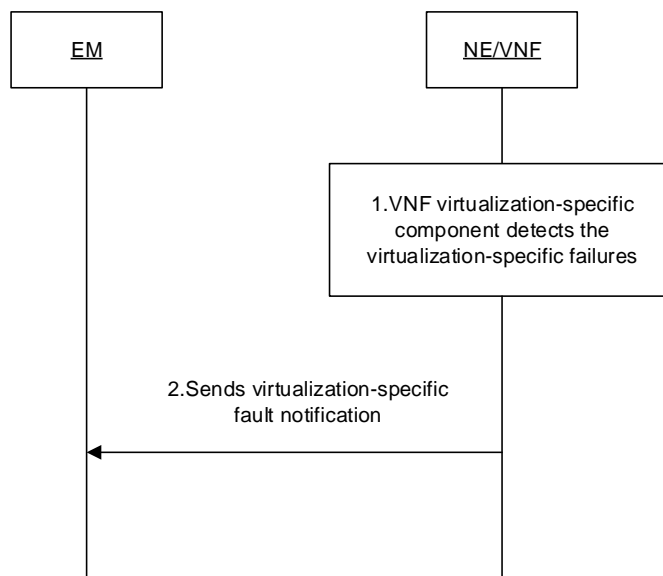 EM
NE/VNF
1.VNF virtualization-specific
component detects the
virtualization-specific failures
2.Sends virtualization-specific
fault notification